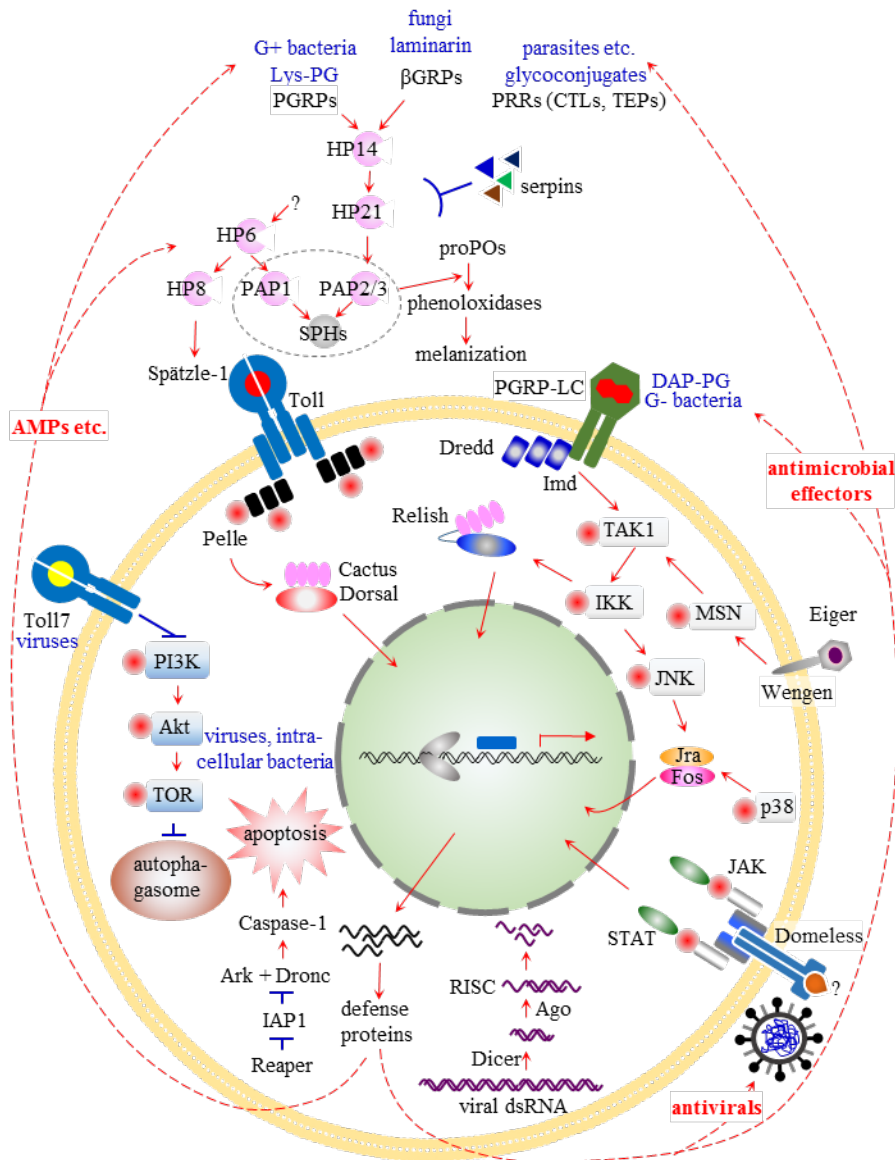 fungi
laminarin
G+ bacteria
Lys-PG
PGRPs
βGRPs
parasites etc.
glycoconjugates
PRRs (CTLs, TEPs)
HP14
serpins
HP21
?
HP6
proPOs
HP8
PAP1
PAP2/3
phenoloxidases
SPHs
melanization
Spätzle-1
Toll
PGRP-LC
DAP-PG
G- bacteria
AMPs etc.
Dredd
Imd
antimicrobial
effectors
Pelle
Relish
TAK1
Cactus
Dorsal
IKK
MSN
Eiger
Toll7
viruses
PI3K
JNK
Wengen
Akt
viruses, intra-
cellular bacteria
Jra
Fos
TOR
p38
apoptosis
autopha-
gasome
JAK
Caspase-1
STAT
Domeless
?
Ark + Dronc
RISC
Ago
IAP1
defense
proteins
Reaper
Dicer
viral dsRNA
antivirals